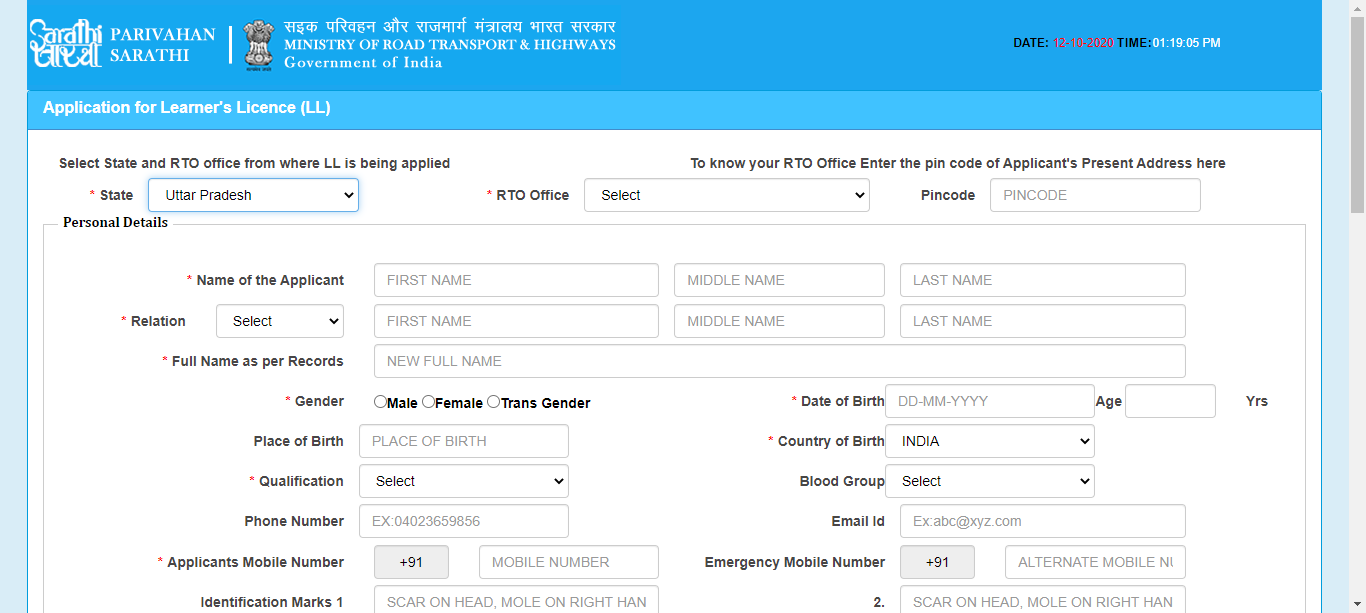 Sarathi सारथी
PARIVAHAN SARATHI
सड़क परिवहन और राजमार्ग मंत्रालय भारत सरकार
MINISTRY OF ROAD TRANSPORT & HIGHWAYS
Government of India
DATE: 12-10-2020 TIME:01:19:05 PM
Application for Learner's Licence (LL)
Select State and RTO office from where LL is being applied
To know your RTO Office Enter the pin code of Applicant's Present Address here
* State Uttar Pradesh * RTO Office Select Pincode PINCODE
Personal Details
* Name of the Applicant FIRST NAME MIDDLE NAME LAST NAME
* Relation Select FIRST NAME MIDDLE NAME LAST NAME
* Full Name as per Records NEW FULL NAME
* Gender Male Female Trans Gender * Date of Birth DD-MM-YYYY Age Yrs
Place of Birth PLACE OF BIRTH * Country of Birth INDIA
* Qualification Select Blood Group Select
Phone Number EX:04023659856 Email Id Ex:abc@xyz.com
* Applicants Mobile Number +91 MOBILE NUMBER Emergency Mobile Number +91 ALTERNATE MOBILE NU
Identification Marks 1 SCAR ON HEAD, MOLE ON RIGHT HAN 2. SCAR ON HEAD, MOLE ON RIGHT HAN